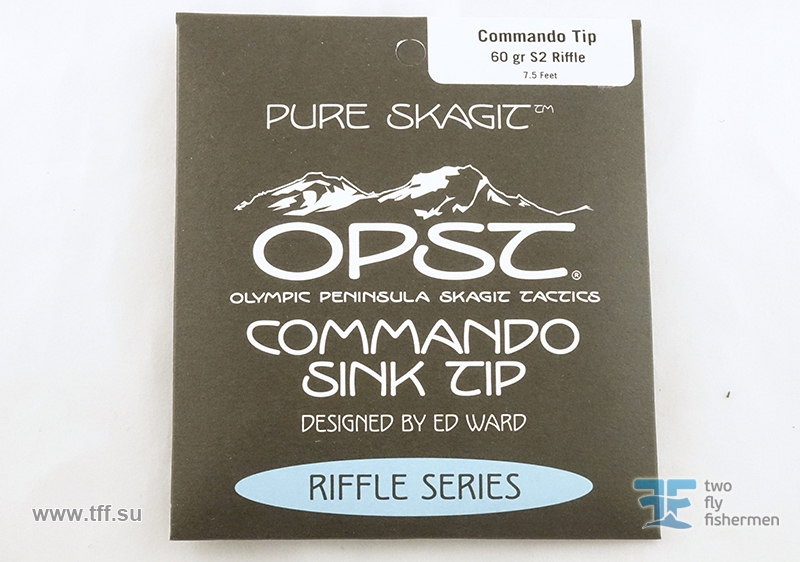 Commando Tip
60 gr S2 Riffle
7.5 Feet
PURE SKAGIT™
OPST®
OLYMPIC PENINSULA SKAGIT TACTICS
COMMANDO
SINK TIP
DESIGNED BY ED WARD
RIFFLE SERIES
www.tff.su
two
fly
fishermen